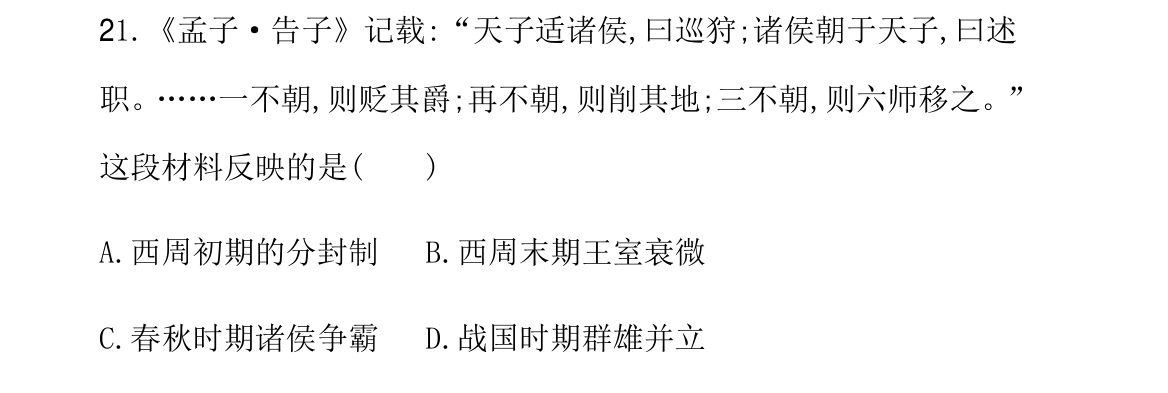 21.《孟子·告子》记载:“天子适诸侯,曰巡狩;诸侯朝于天子,曰述
职。……一不朝,则贬其爵;再不朝,则削其地;三不朝,则六师移之。”
这段材料反映的是(　　)
A.西周初期的分封制　B.西周末期王室衰微
C.春秋时期诸侯争霸　D.战国时期群雄并立